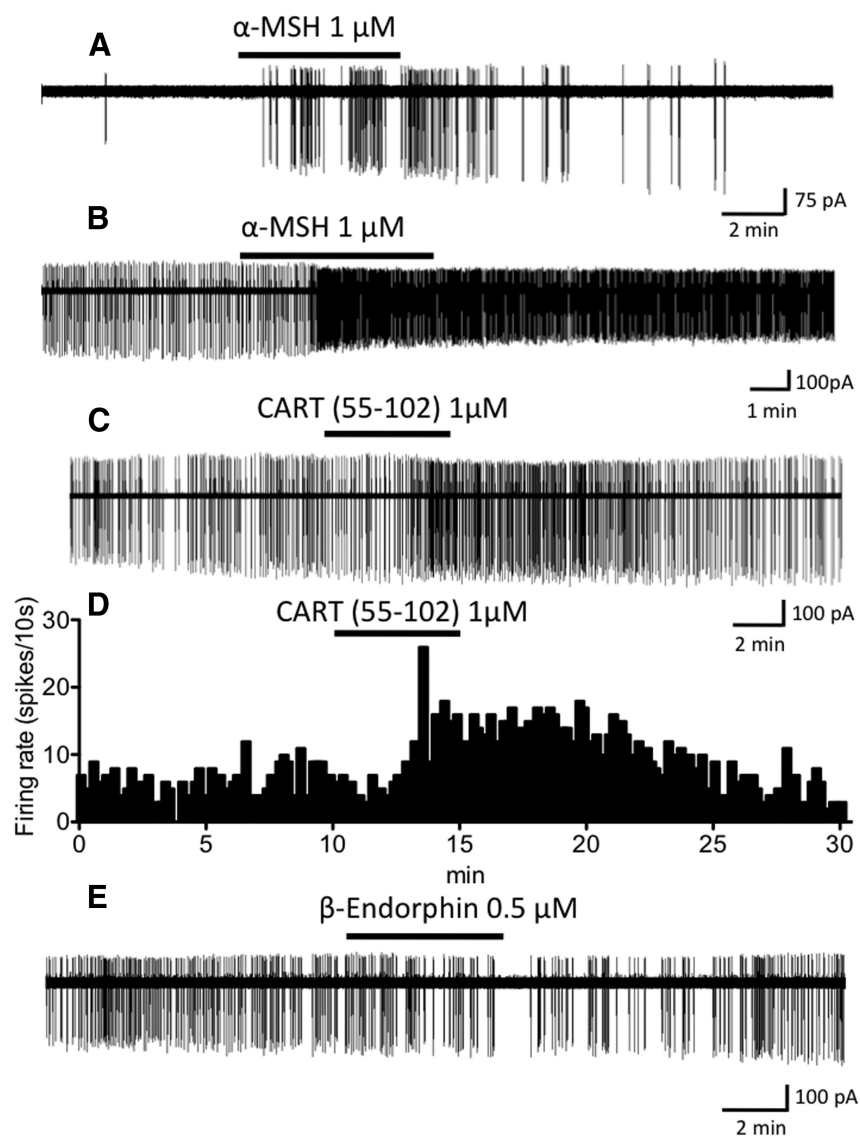 A
α-MSH 1 μM
75 pA
2 min
B
α-MSH 1 μM
100pA
1 min
C
CART (55-102) 1μM
100 pA
2 min
D
CART (55-102) 1μM
Firing rate (spikes/10s)
30
20
10
0
0 5 10 15 20 25 30
min
E
β-Endorphin 0.5 μM
100 pA
2 min